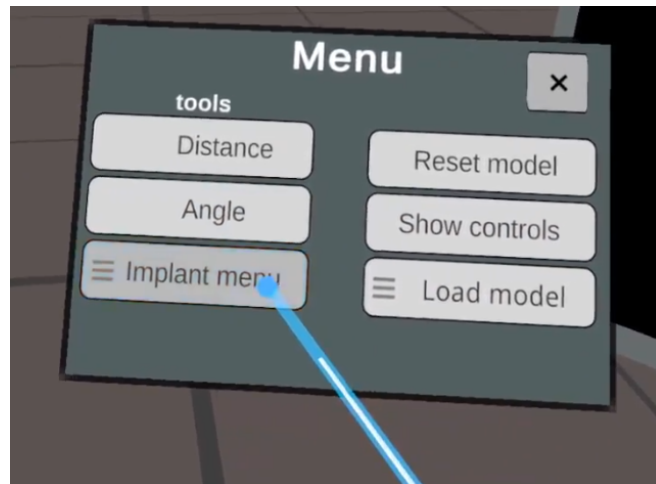 Menu
×
tools
Distance
Angle
Implant menu
Reset model
Show controls
Load model